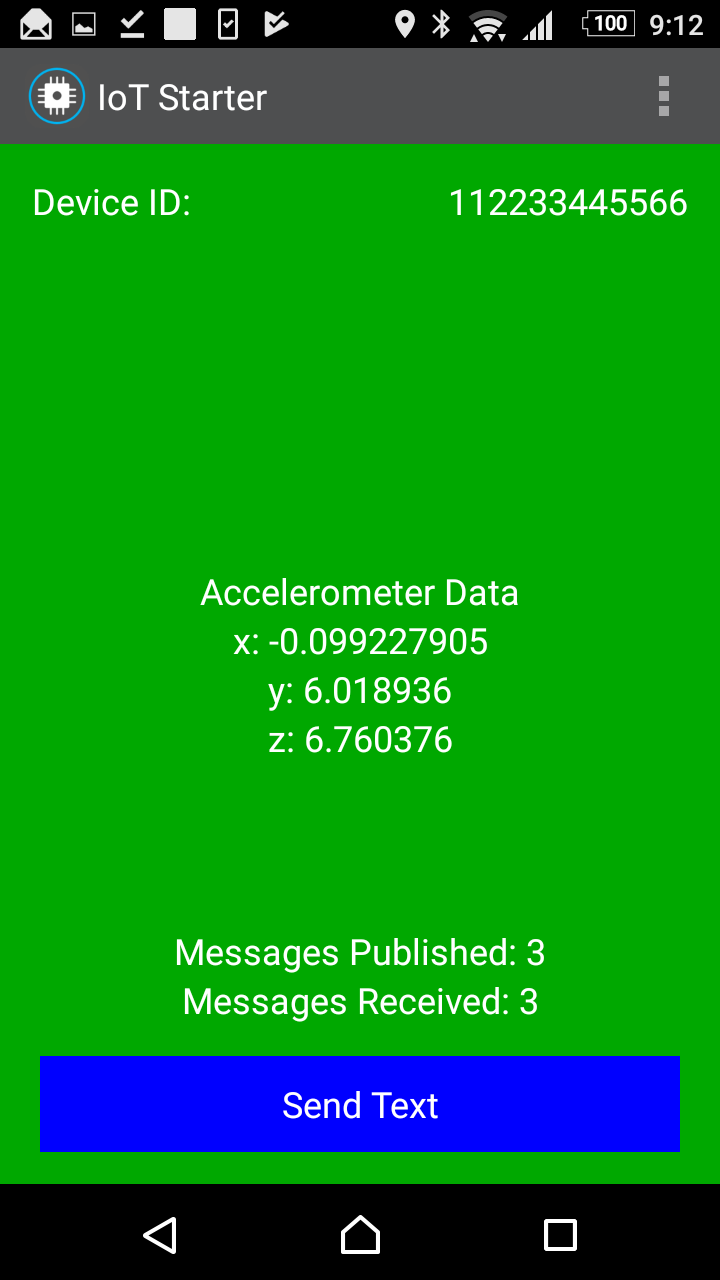 100 9:12
IoT Starter
Device ID: 112233445566
Accelerometer Data
x: -0.099227905
y: 6.018936
z: 6.760376
Messages Published: 3
Messages Received: 3
Send Text